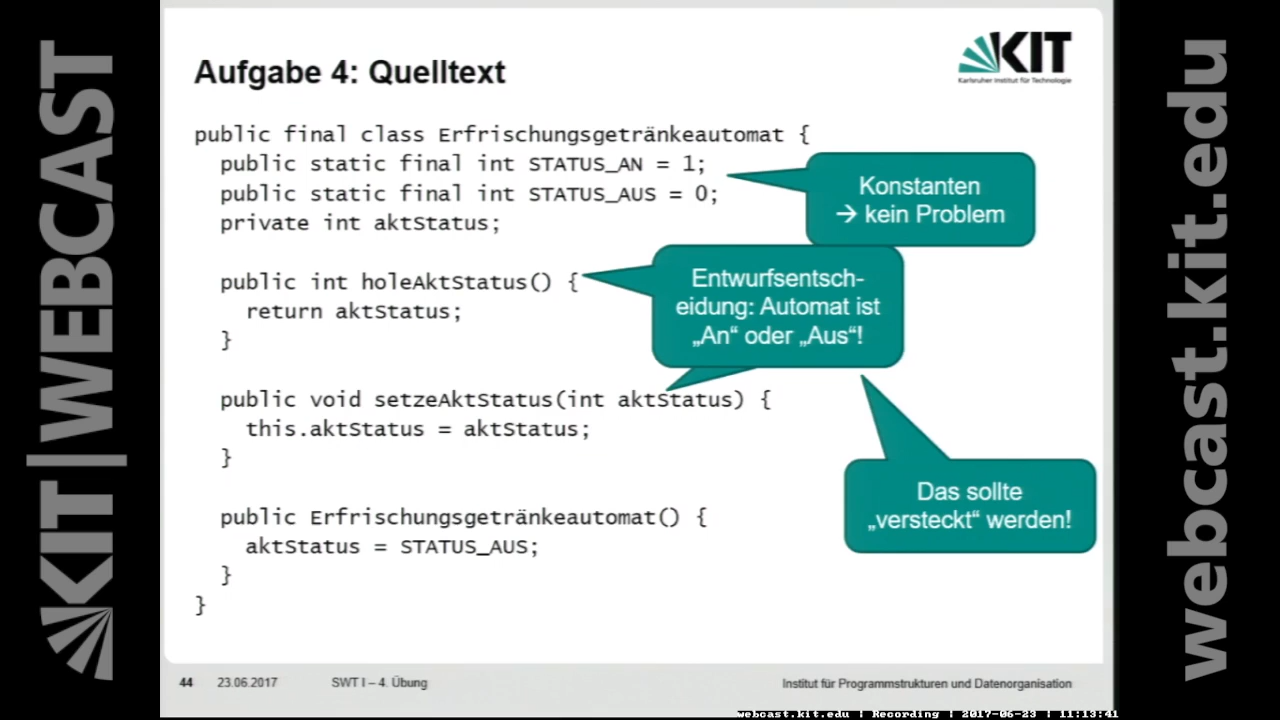 KIT | WEBCAST
Aufgabe 4: Quelltext
KIT
Karlsruher Institut für Technologie
public final class Erfrischungsgetränkeautomat {
public static final int STATUS_AN = 1;
public static final int STATUS_AUS = 0;
private int aktStatus;
Konstanten
→ kein Problem
public int holeAktStatus() {
return aktStatus;
}
Entwurfsentsch-
eidung: Automat ist
„An“ oder „Aus“!
public void setzeAktStatus(int aktStatus) {
this.aktStatus = aktStatus;
}
Das sollte
„versteckt“ werden!
public Erfrischungsgetränkeautomat() {
aktStatus = STATUS_AUS;
}
}
44 23.06.2017 SWT I – 4. Übung Institut für Programmstrukturen und Datenorganisation
webcast.kit.edu | Recording | 2017-06-23 | 11:13:41
webcast.kit.edu